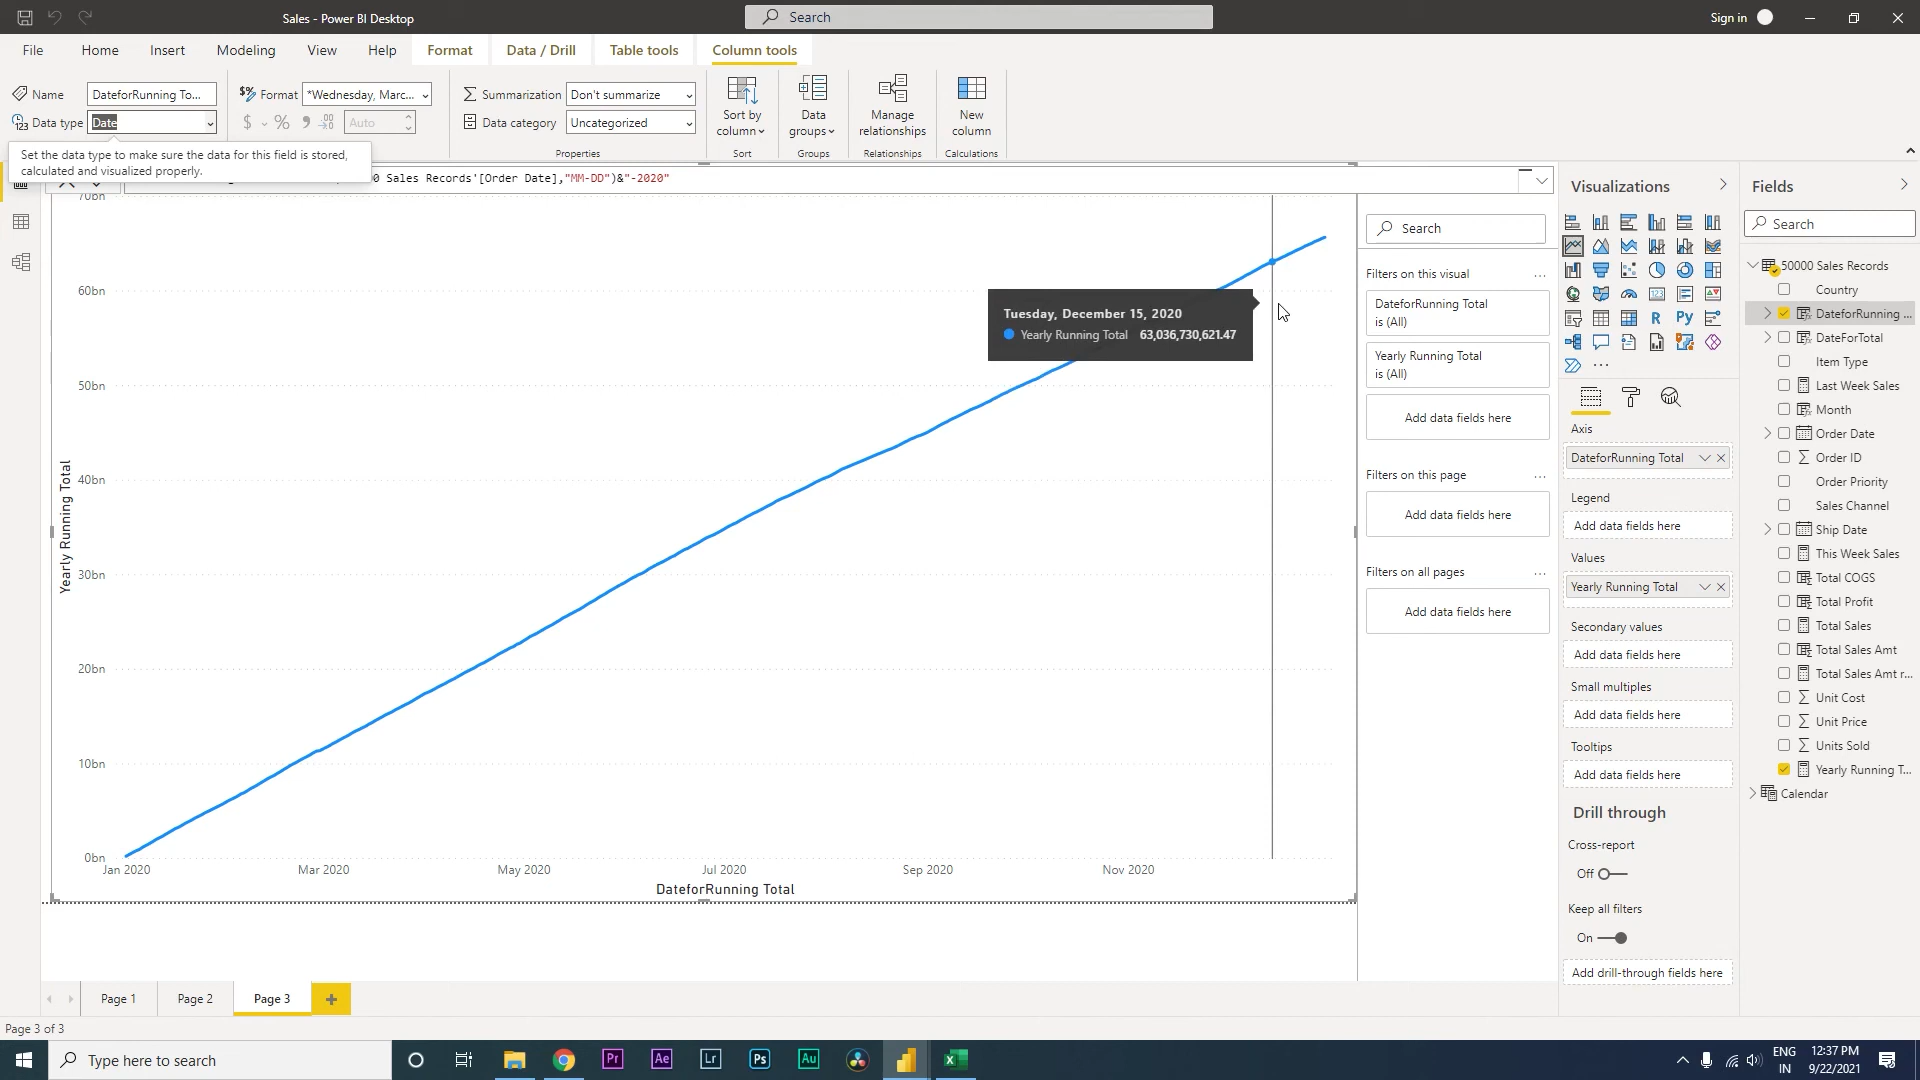 Sales - Power BI Desktop
Search
Sign in
File
Home
Insert
Modeling
View
Help
Format
Data / Drill
Table tools
Column tools
Name
DateforRunning To...
Format
*Wednesday, Marc...
Summarization
Don't summarize
Sort by
column
Data
groups
Manage
relationships
New
column
Data type
Date
$
%
Auto
Data category
Uncategorized
Properties
Sort
Groups
Relationships
Calculations
Set the data type to make sure the data for this field is stored,
calculated and visualized properly.
0 Sales Records'[Order Date],"MM-DD")&"-2020"
70bn
60bn
50bn
40bn
30bn
20bn
10bn
0bn
Yearly Running Total
Tuesday, December 15, 2020
Yearly Running Total 63,036,730,621.47
Jan 2020
Mar 2020
May 2020
Jul 2020
Sep 2020
Nov 2020
DateforRunning Total
Search
Filters on this visual
...
DateforRunning Total
is (All)
Yearly Running Total
is (All)
Add data fields here
Filters on this page
...
Add data fields here
Filters on all pages
...
Add data fields here
Visualizations
R
Py
...
Axis
DateforRunning Total
Legend
Add data fields here
Values
Yearly Running Total
Secondary values
Add data fields here
Small multiples
Add data fields here
Tooltips
Add data fields here
Drill through
Cross-report
Off
Keep all filters
On
Add drill-through fields here
Fields
Search
50000 Sales Records
Country
DateforRunning ...
DateForTotal
Item Type
Last Week Sales
Month
Order Date
Order ID
Order Priority
Sales Channel
Ship Date
This Week Sales
Total COGS
Total Profit
Total Sales
Total Sales Amt
Total Sales Amt r...
Unit Cost
Unit Price
Units Sold
Yearly Running T...
Calendar
Page 1
Page 2
Page 3
+
Page 3 of 3
Type here to search
Pr
Ae
Lr
Ps
Au
ENG
IN
12:37 PM
9/22/2021